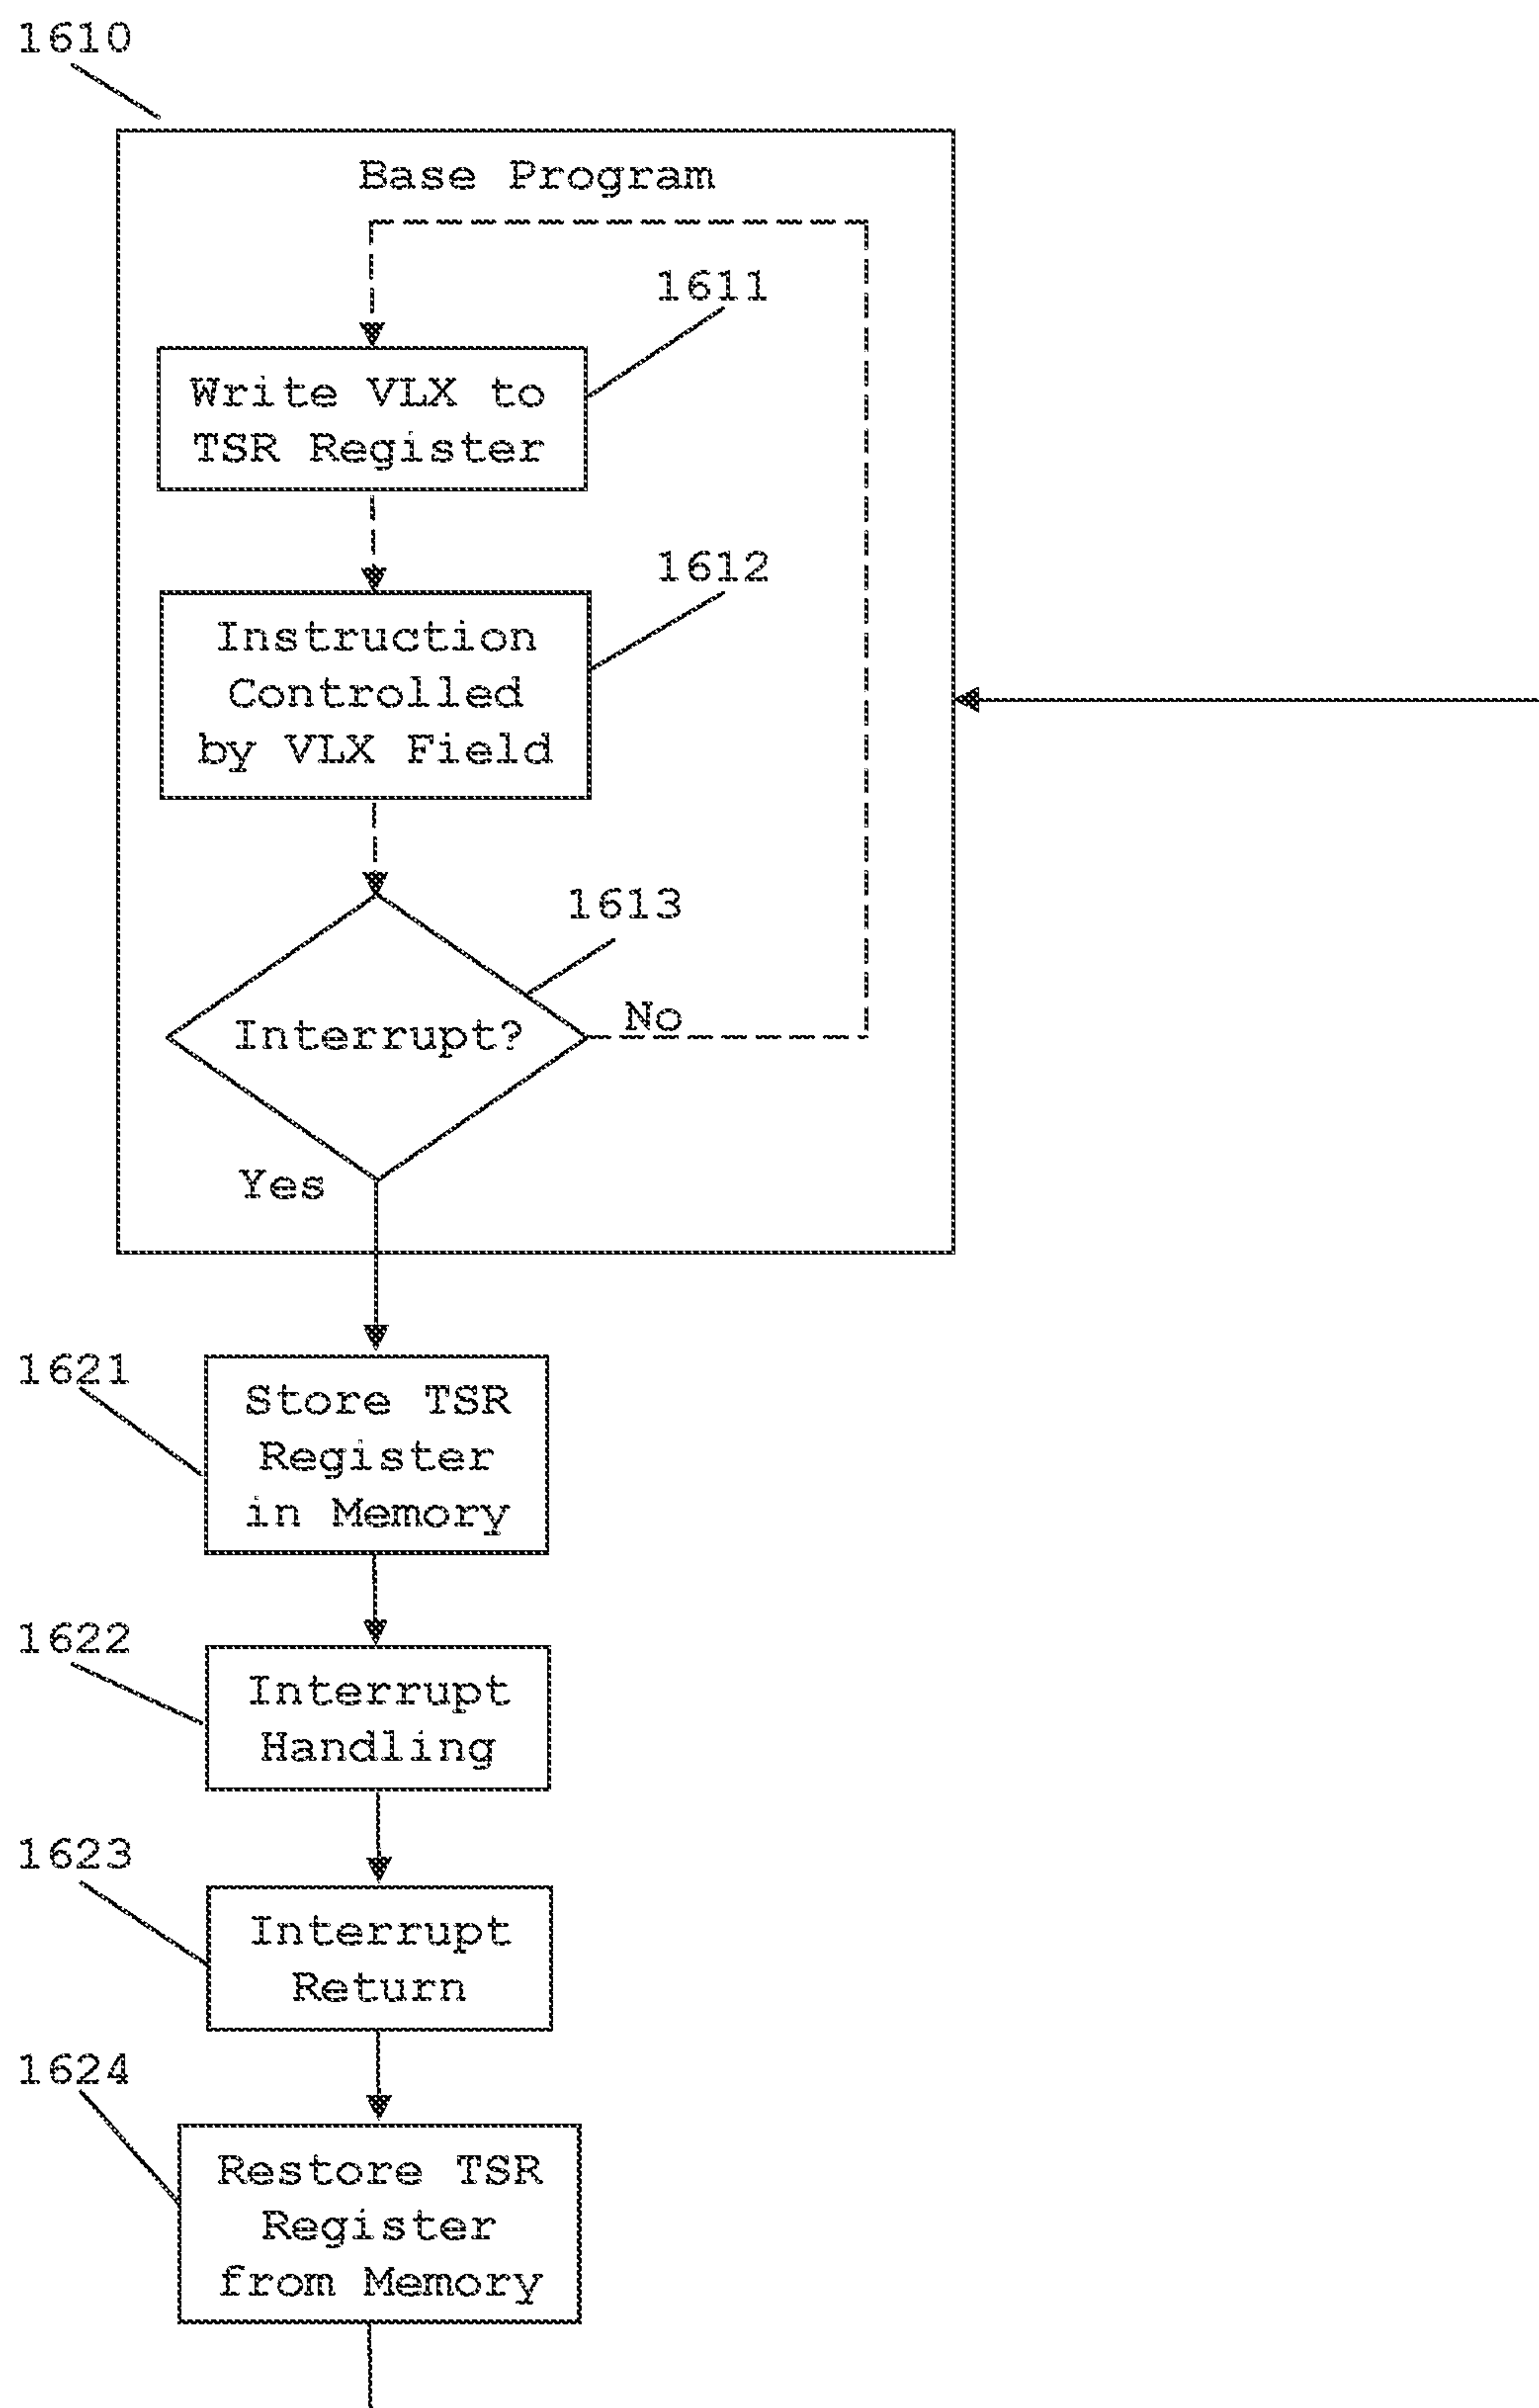 1610
Base Program
1611
Write VLX to
TSR Register
1612
Instruction
Controlled
by VLX Field
1613
Interrupt?
No
Yes
1621
Store TSR
Register
in Memory
1622
Interrupt
Handling
1623
Interrupt
Return
1624
Restore TSR
Register
from Memory